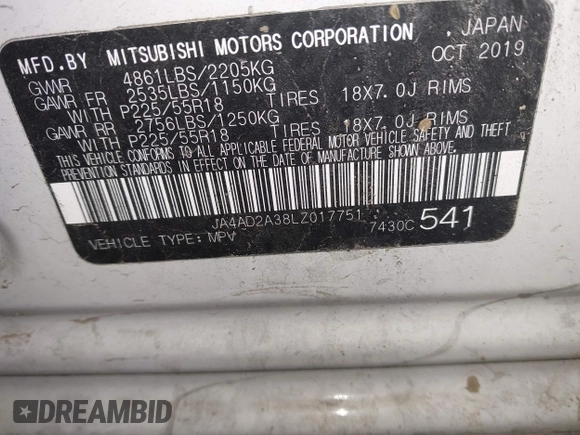 MFD.BY MITSUBISHI MOTORS CORPORATION JAPAN
GVWR 4861LBS/2205KG OCT 2019
GAWR FR 2535LBS/1150KG
WITH P225/55R18 TIRES 18X7.0J RIMS
GAWR RR 2756LBS/1250KG
WITH P225/55R18 TIRES 18X7.0J RIMS
THIS VEHICLE CONFORMS TO ALL APPLICABLE FEDERAL MOTOR VEHICLE SAFETY AND THEFT
PREVENTION STANDARDS IN EFFECT ON THE DATE OF MANUFACTURE SHOWN ABOVE.
JA4AD2A38LZ017751
VEHICLE TYPE: MPV 7430C 541
DREAMBID